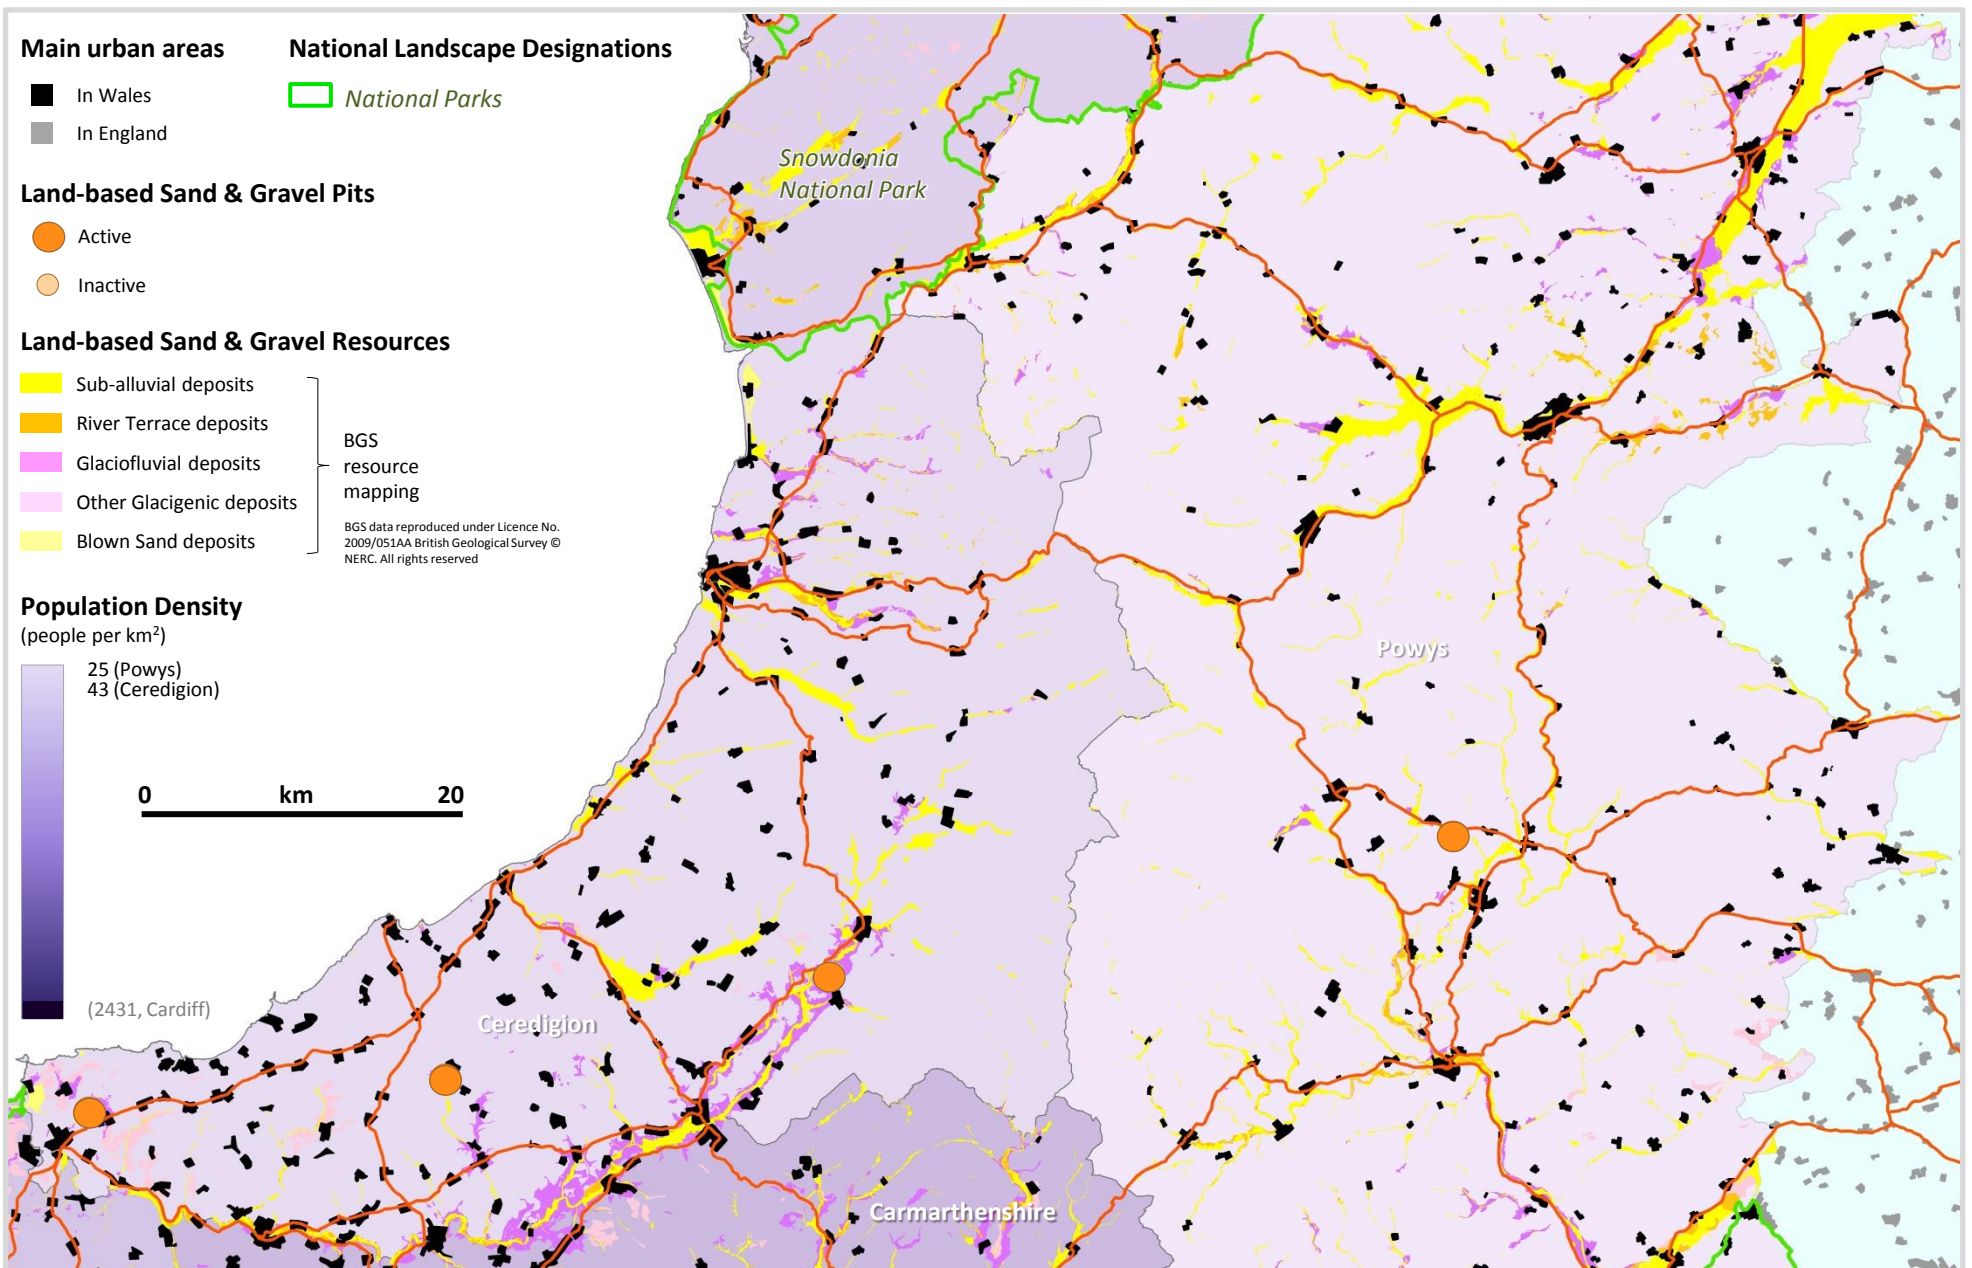 Main urban areas
In Wales
In England
National Landscape Designations
National Parks
Land-based Sand & Gravel Pits
Active
Inactive
Land-based Sand & Gravel Resources
Sub-alluvial deposits
River Terrace deposits
Glaciofluvial deposits
Other Glacigenic deposits
Blown Sand deposits
BGS
resource
mapping
BGS data reproduced under Licence No.
2009/051AA British Geological Survey ©
NERC. All rights reserved
Population Density
(people per km²)
25 (Powys)
43 (Ceredigion)
(2431, Cardiff)
0 km 20
Snowdonia
National Park
Powys
Ceredigion
Carmarthenshire